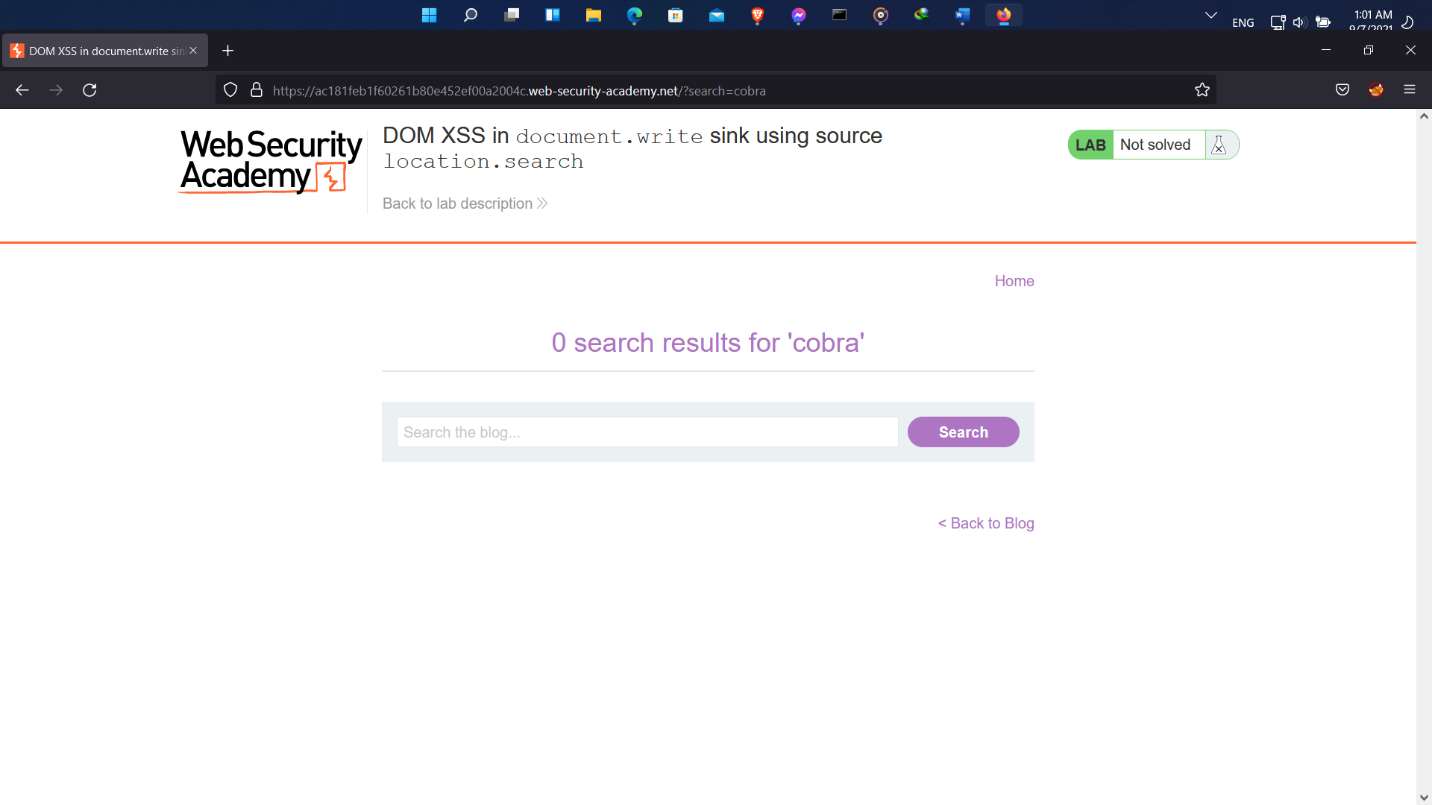 ENG
1:01 AM
9/7/2021
DOM XSS in document.write sin
https://ac181feb1f60261b80e452ef00a2004c.web-security-academy.net/?search=cobra
Web Security
Academy
DOM XSS in document.write sink using source
location.search
LAB Not solved
Back to lab description
Home
0 search results for 'cobra'
Search the blog...
Search
< Back to Blog